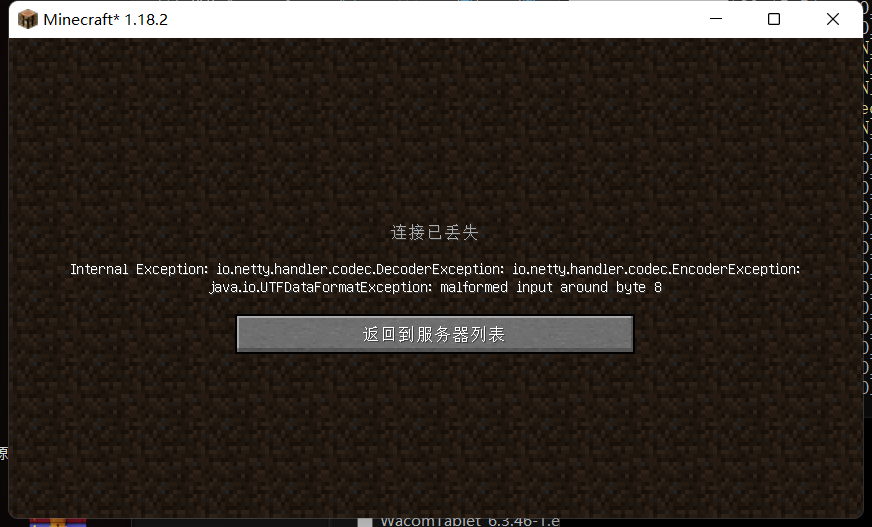 Minecraft* 1.18.2
连接已丢失
Internal Exception: io.netty.handler.codec.DecoderException: io.netty.handler.codec.EncoderException:
java.io.UTFDataFormatException: malformed input around byte 8
返回到服务器列表
WacomTablet_6.3.46-1.e